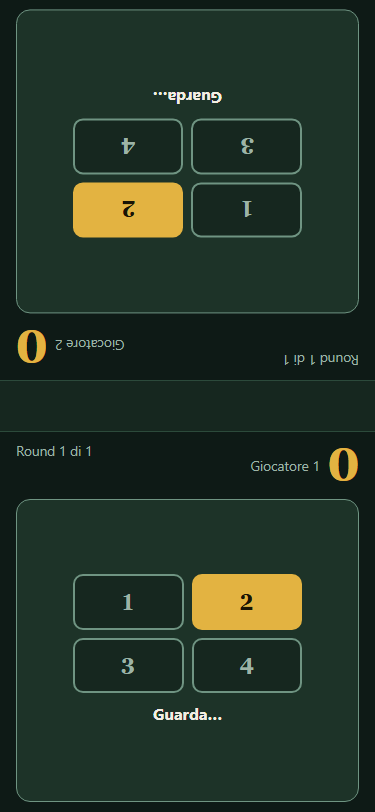 Guarda...
4 3
2 1
0 Giocatore 2
Round 1 di 1
Round 1 di 1
Giocatore 1 0
1 2
3 4
Guarda...